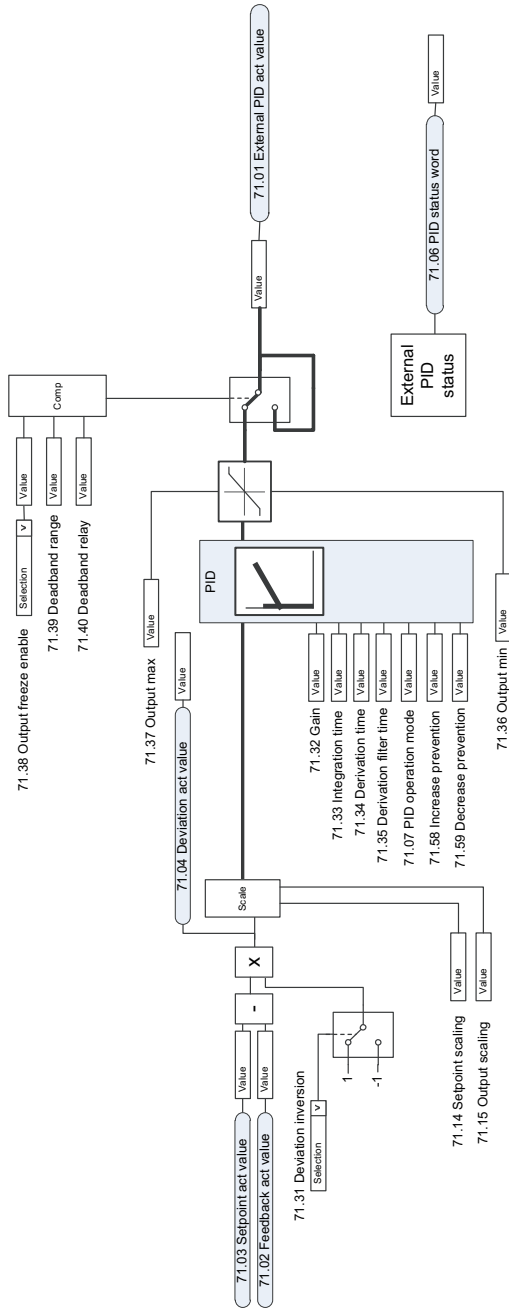 71.38 Output freeze enable
Selection
v
Value
71.39 Deadband range
Value
71.40 Deadband relay
Value
Comp
71.37 Output max
Value
71.04 Deviation act value
Value
71.03 Setpoint act value
Value
71.02 Feedback act value
Value
-
X
Scale
PID
Value
71.01 External PID act value
71.31 Deviation inversion
Selection
v
1
-1
71.14 Setpoint scaling
Value
71.15 Output scaling
Value
71.32 Gain
Value
71.33 Integration time
Value
71.34 Derivation time
Value
71.35 Derivation filter time
Value
71.07 PID operation mode
Value
71.58 Increase prevention
Value
71.59 Decrease prevention
Value
71.36 Output min
Value
External
PID
status
71.06 PID status word
Value